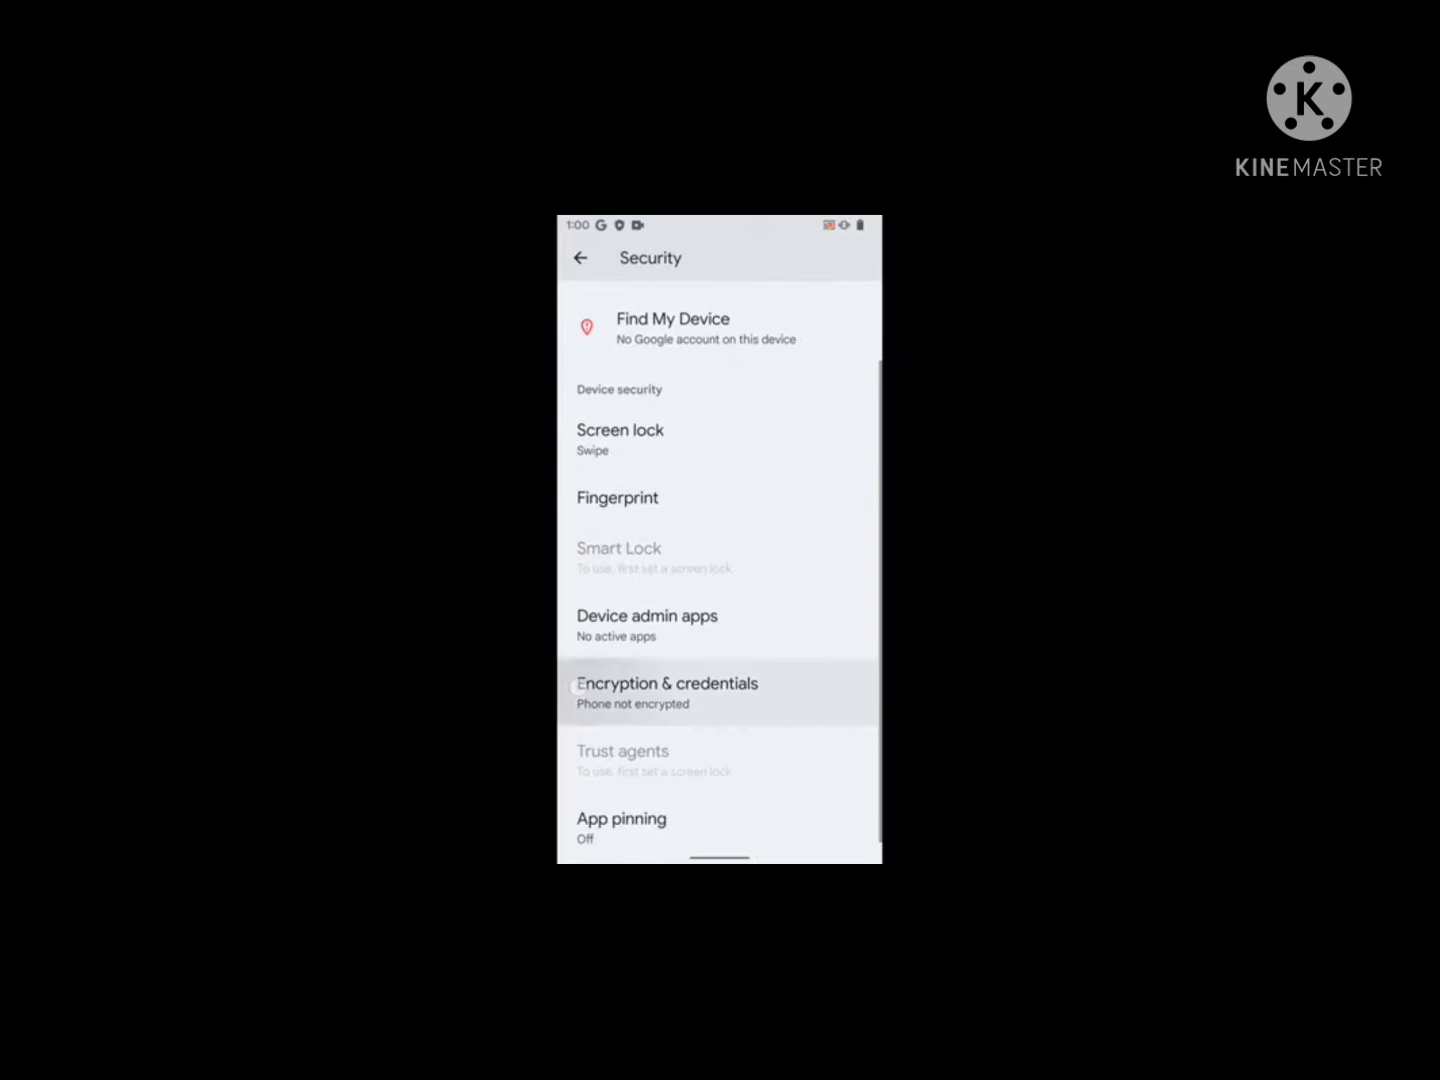 K
KINEMASTER
1:00 G
Security
Find My Device
No Google account on this device
Device security
Screen lock
Swipe
Fingerprint
Smart Lock
To use, first set a screen lock
Device admin apps
No active apps
Encryption & credentials
Phone not encrypted
Trust agents
To use, first set a screen lock
App pinning
Off